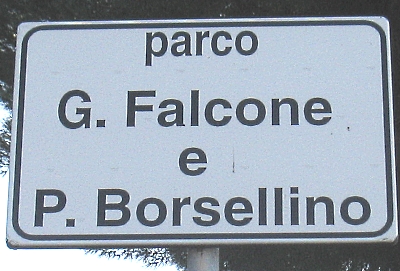 parco
G. Falcone
e
P. Borsellino